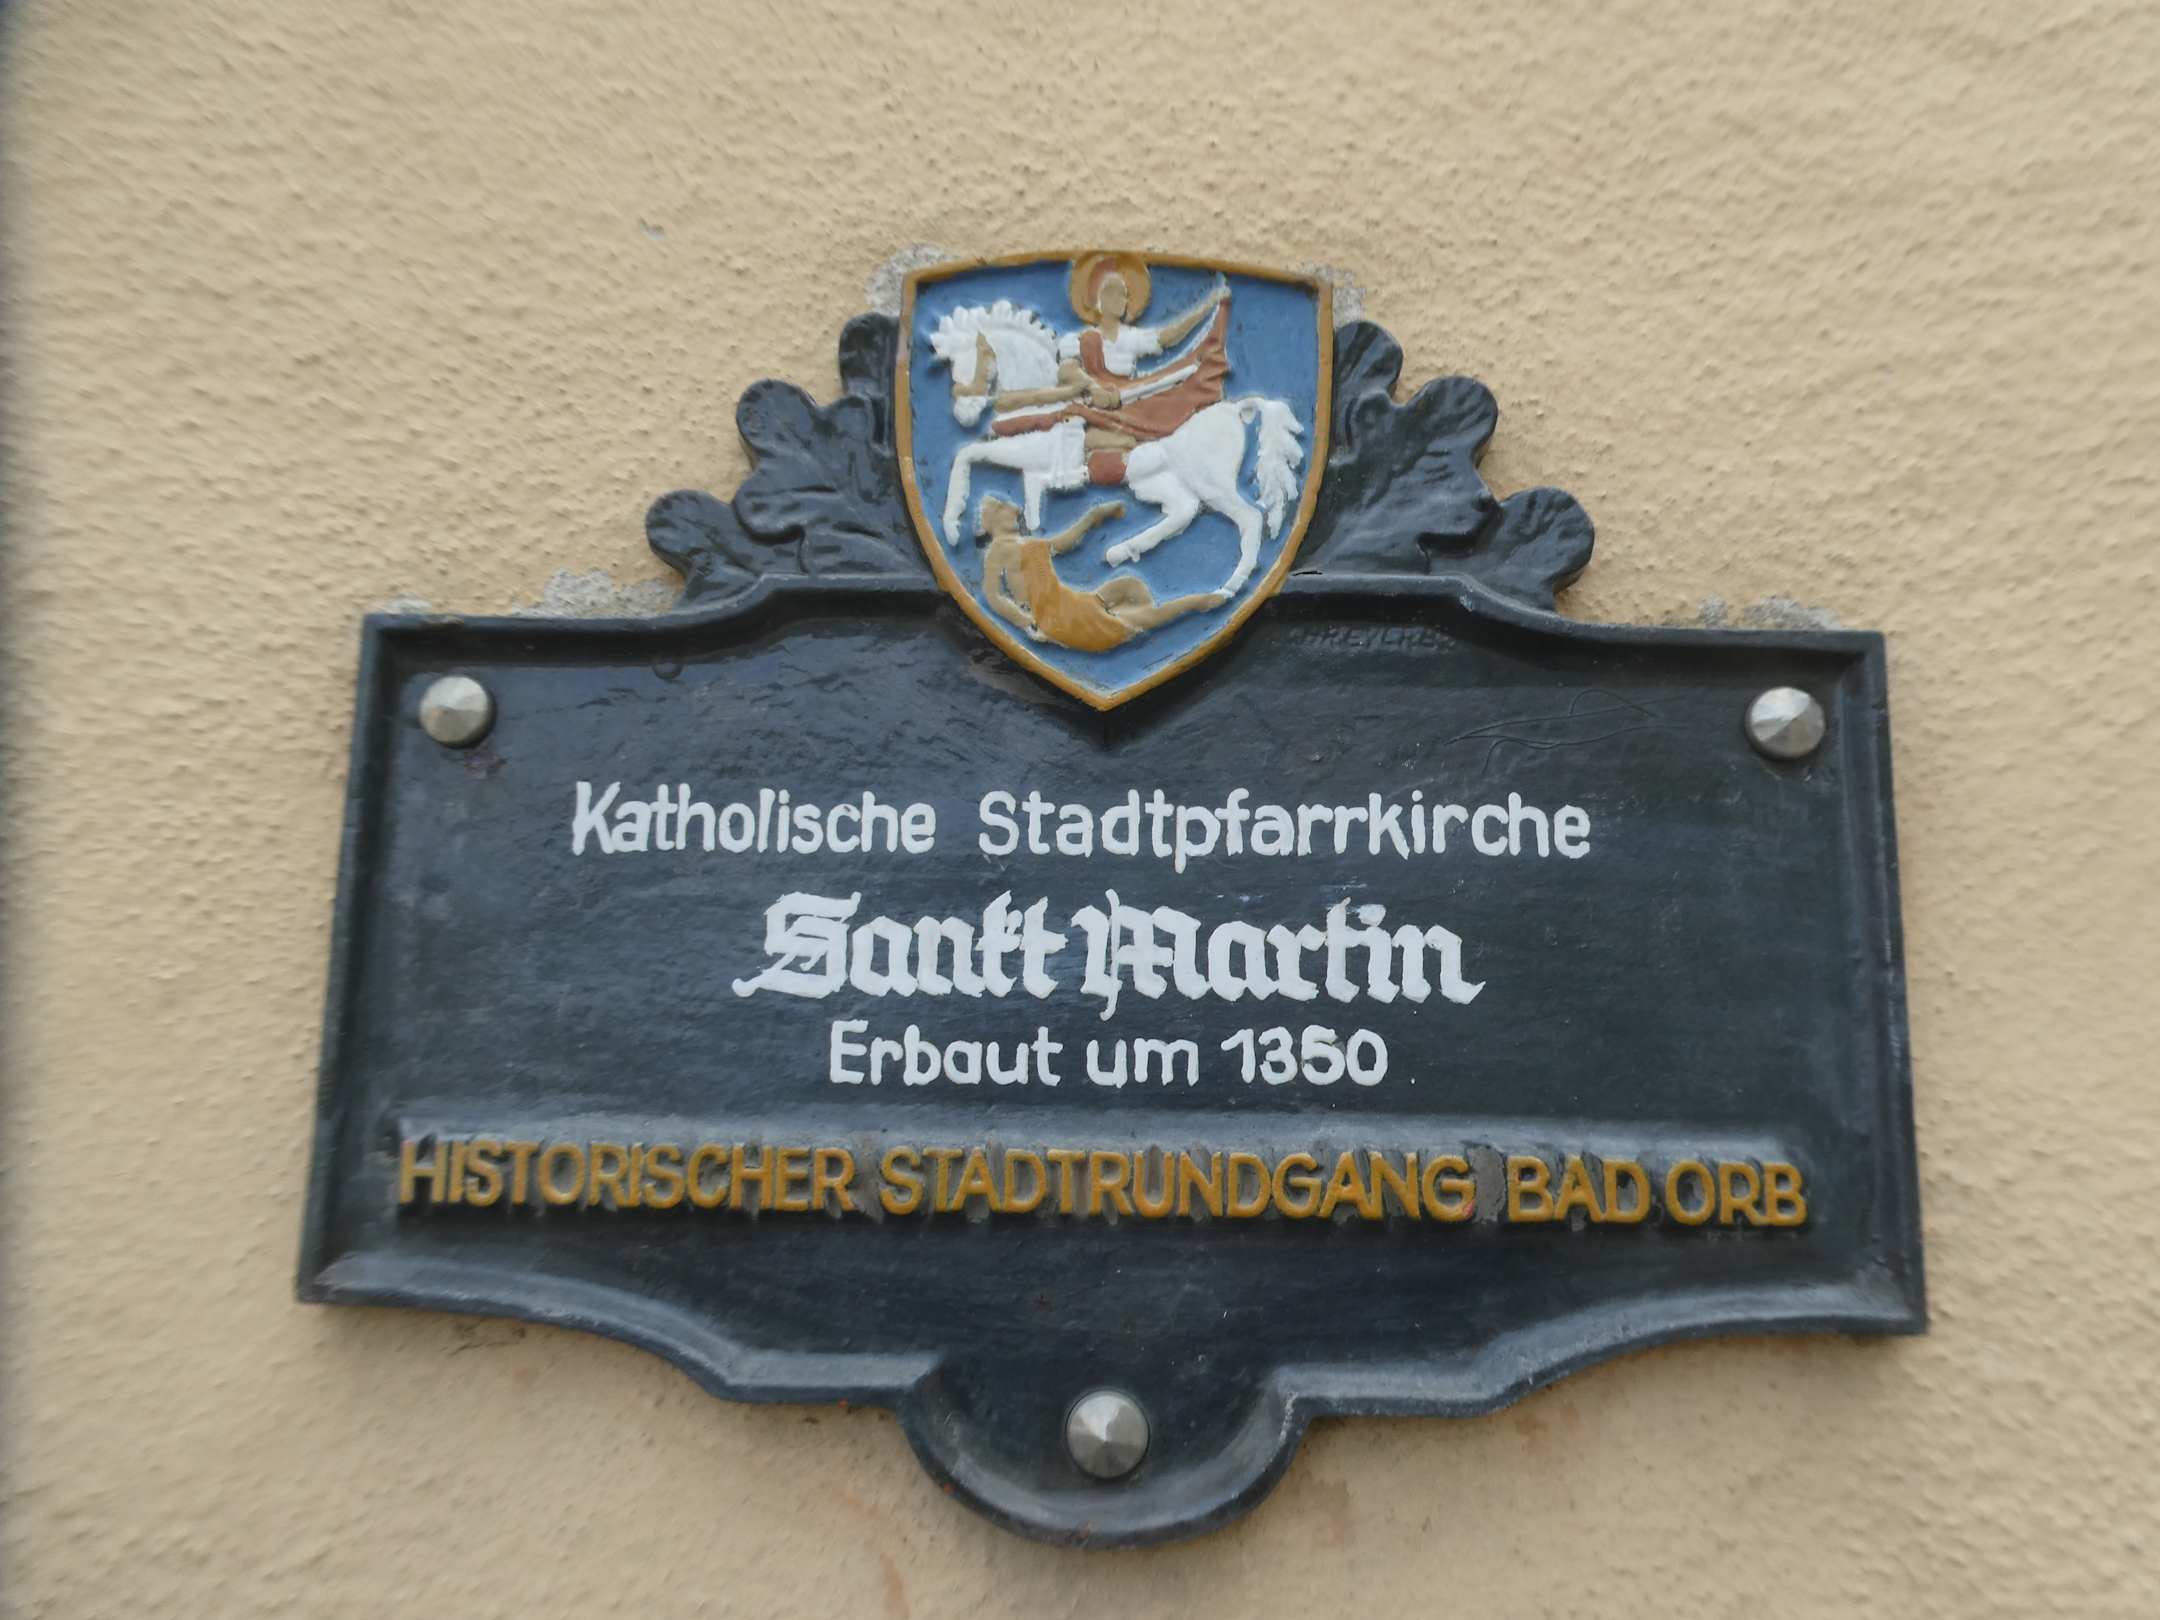 Katholische Stadtpfarrkirche
Sankt Martin
Erbaut um 1350
HISTORISCHER STADTRUNDGANG BAD ORB